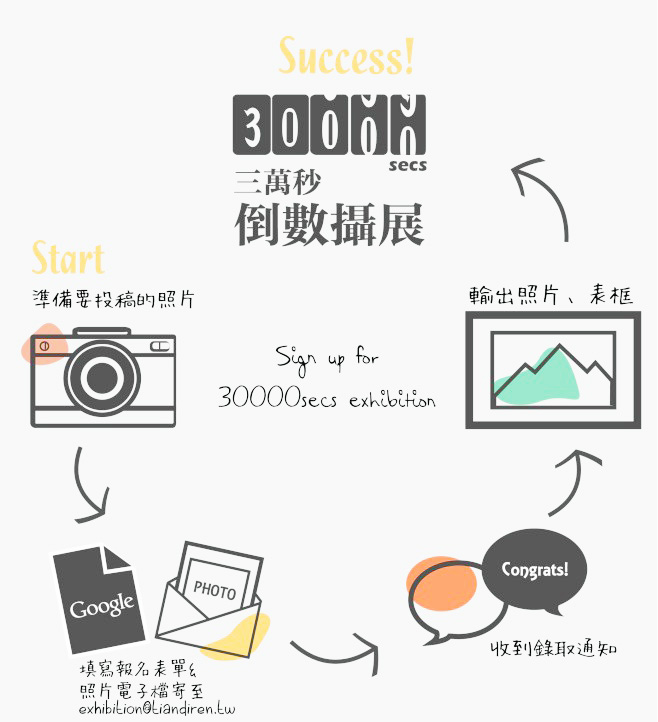 Success!
30000
secs
三萬秒
倒數攝展
Start
準備要投稿的照片
輸出照片、表框
Sign up for
30000secs exhibition
Google
PHOTO
填寫報名表單&
照片電子檔寄至
exhibition@tiandiren.tw
Congrats!
收到錄取通知